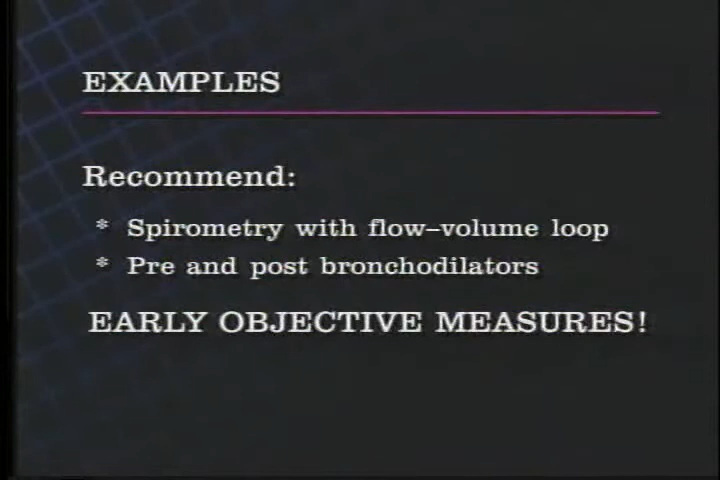 EXAMPLES
Recommend:
* Spirometry with flow–volume loop
* Pre and post bronchodilators
EARLY OBJECTIVE MEASURES!